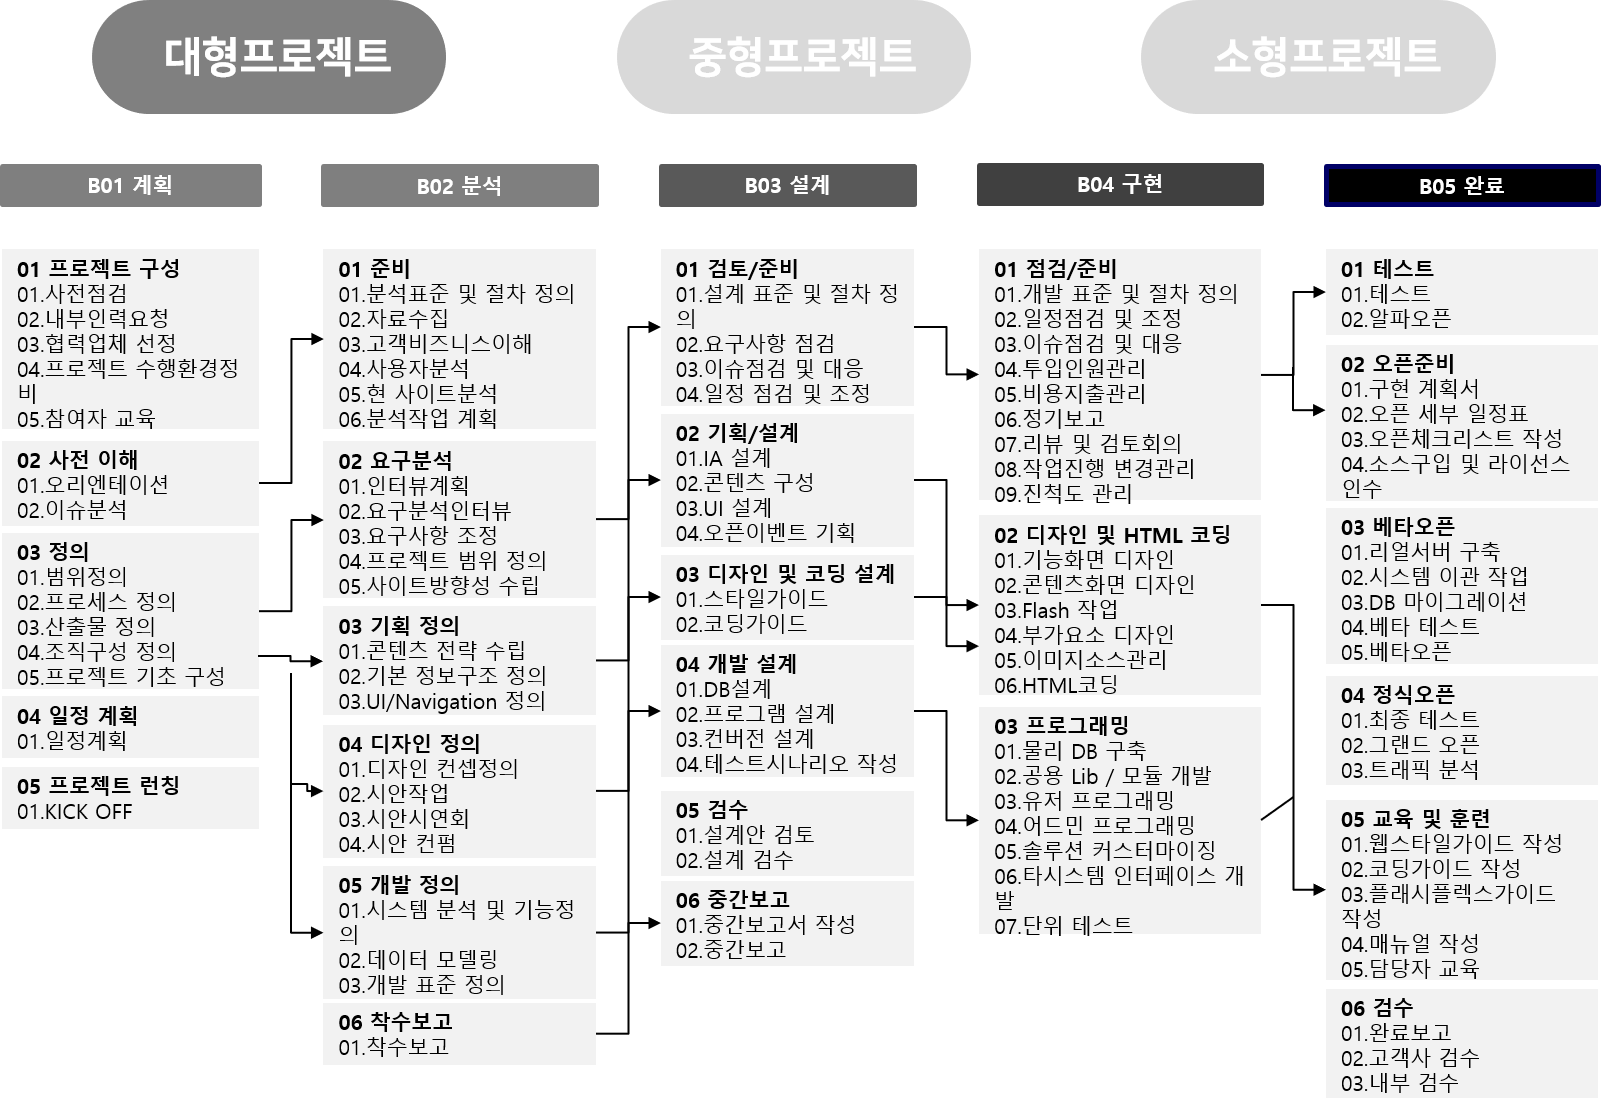 대형프로젝트
중형프로젝트
소형프로젝트
B01 계획
B02 분석
B03 설계
B04 구현
B05 완료
01 프로젝트 구성
01.사전점검
02.내부인력요청
03.협력업체 선정
04.프로젝트 수행환경정
비
05.참여자 교육
02 사전 이해
01.오리엔테이션
02.이슈분석
03 정의
01.범위정의
02.프로세스 정의
03.산출물 정의
04.조직구성 정의
05.프로젝트 기초 구성
04 일정 계획
01.일정계획
05 프로젝트 런칭
01.KICK OFF
01 준비
01.분석표준 및 절차 정의
02.자료수집
03.고객비즈니스이해
04.사용자분석
05.현 사이트분석
06.분석작업 계획
02 요구분석
01.인터뷰계획
02.요구분석인터뷰
03.요구사항 조정
04.프로젝트 범위 정의
05.사이트방향성 수립
03 기획 정의
01.콘텐츠 전략 수립
02.기본 정보구조 정의
03.UI/Navigation 정의
04 디자인 정의
01.디자인 컨셉정의
02.시안작업
03.시안시연회
04.시안 컨펌
05 개발 정의
01.시스템 분석 및 기능정
의
02.데이터 모델링
03.개발 표준 정의
06 착수보고
01.착수보고
01 검토/준비
01.설계 표준 및 절차 정
의
02.요구사항 점검
03.이슈점검 및 대응
04.일정 점검 및 조정
02 기획/설계
01.IA 설계
02.콘텐츠 구성
03.UI 설계
04.오픈이벤트 기획
03 디자인 및 코딩 설계
01.스타일가이드
02.코딩가이드
04 개발 설계
01.DB설계
02.프로그램 설계
03.컨버전 설계
04.테스트시나리오 작성
05 검수
01.설계안 검토
02.설계 검수
06 중간보고
01.중간보고서 작성
02.중간보고
01 점검/준비
01.개발 표준 및 절차 정의
02.일정점검 및 조정
03.이슈점검 및 대응
04.투입인원관리
05.비용지출관리
06.정기보고
07.리뷰 및 검토회의
08.작업진행 변경관리
09.진척도 관리
02 디자인 및 HTML 코딩
01.기능화면 디자인
02.콘텐츠화면 디자인
03.Flash 작업
04.부가요소 디자인
05.이미지소스관리
06.HTML코딩
03 프로그래밍
01.물리 DB 구축
02.공용 Lib / 모듈 개발
03.유저 프로그래밍
04.어드민 프로그래밍
05.솔루션 커스터마이징
06.타시스템 인터페이스 개
발
07.단위 테스트
01 테스트
01.테스트
02.알파오픈
02 오픈준비
01.구현 계획서
02.오픈 세부 일정표
03.오픈체크리스트 작성
04.소스구입 및 라이선스
인수
03 베타오픈
01.리얼서버 구축
02.시스템 이관 작업
03.DB 마이그레이션
04.베타 테스트
05.베타오픈
04 정식오픈
01.최종 테스트
02.그랜드 오픈
03.트래픽 분석
05 교육 및 훈련
01.웹스타일가이드 작성
02.코딩가이드 작성
03.플래시플렉스가이드
작성
04.매뉴얼 작성
05.담당자 교육
06 검수
01.완료보고
02.고객사 검수
03.내부 검수